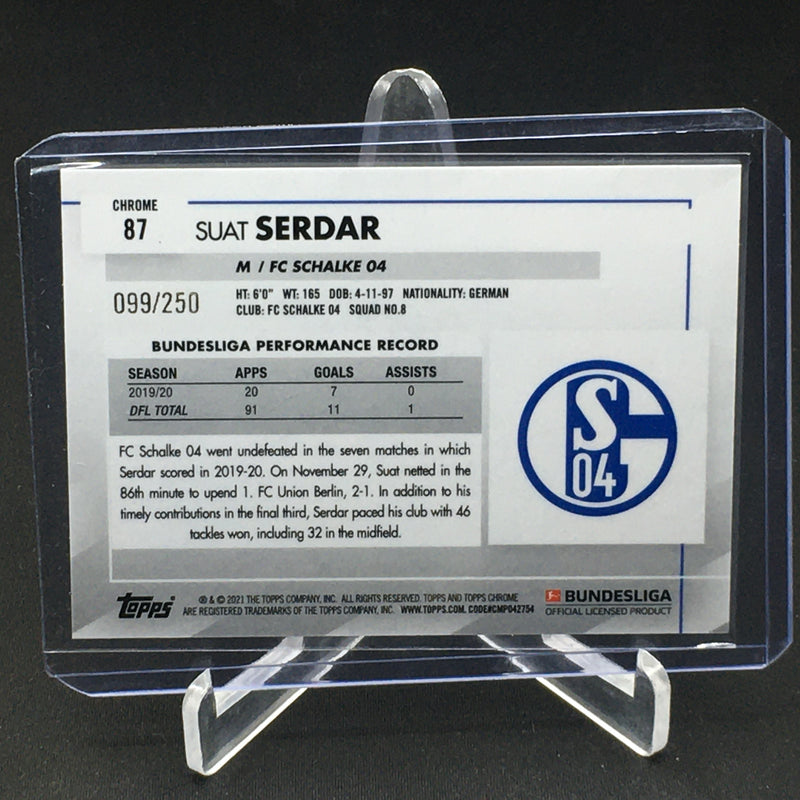 CHROME
87
SUAT SERDAR
M / FC SCHALKE 04
099/250
HT: 6'0" WT: 165 DOB: 4-11-97 NATIONALITY: GERMAN
CLUB: FC SCHALKE 04 SQUAD NO.8
BUNDESLIGA PERFORMANCE RECORD
SEASON APPS GOALS ASSISTS
2019/20 20 7 0
DFL TOTAL 91 11 1
FC Schalke 04 went undefeated in the seven matches in which
Serdar scored in 2019-20. On November 29, Suat netted in the
86th minute to upend 1. FC Union Berlin, 2-1. In addition to his
timely contributions in the final third, Serdar paced his club with 46
tackles won, including 32 in the midfield.
S
04
Topps
® & © 2021 THE TOPPS COMPANY, INC. ALL RIGHTS RESERVED. TOPPS AND TOPPS CHROME
ARE REGISTERED TRADEMARKS OF THE TOPPS COMPANY, INC. WWW.TOPPS.COM. CODE#CMP042754
BUNDESLIGA
OFFICIAL LICENSED PRODUCT